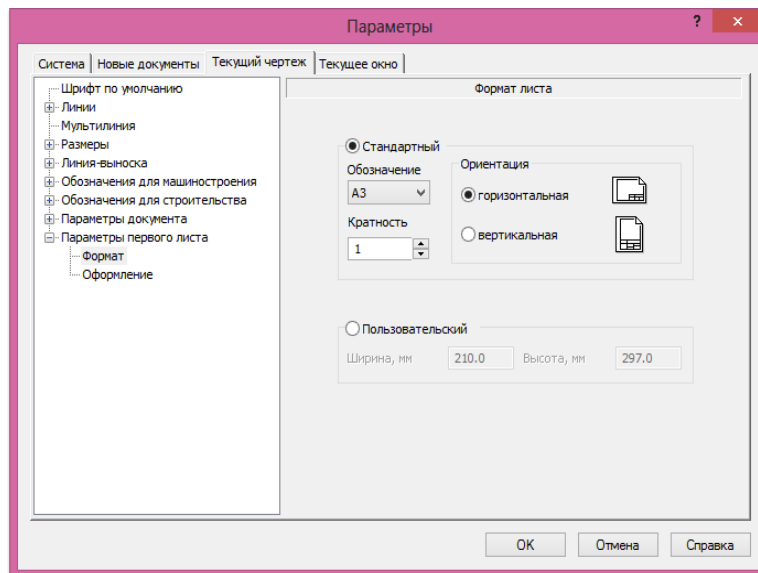 Параметры
? ×
Система Новые документы Текущий чертеж Текущее окно
Шрифт по умолчанию
Линии
Мультилиния
Размеры
Линия-выноска
Обозначения для машиностроения
Обозначения для строительства
Параметры документа
Параметры первого листа
Формат
Оформление
Формат листа
Стандартный
Обозначение
A3
Кратность
1
Ориентация
горизонтальная
вертикальная
Пользовательский
Ширина, мм 210.0 Высота, мм 297.0
OK Отмена Справка